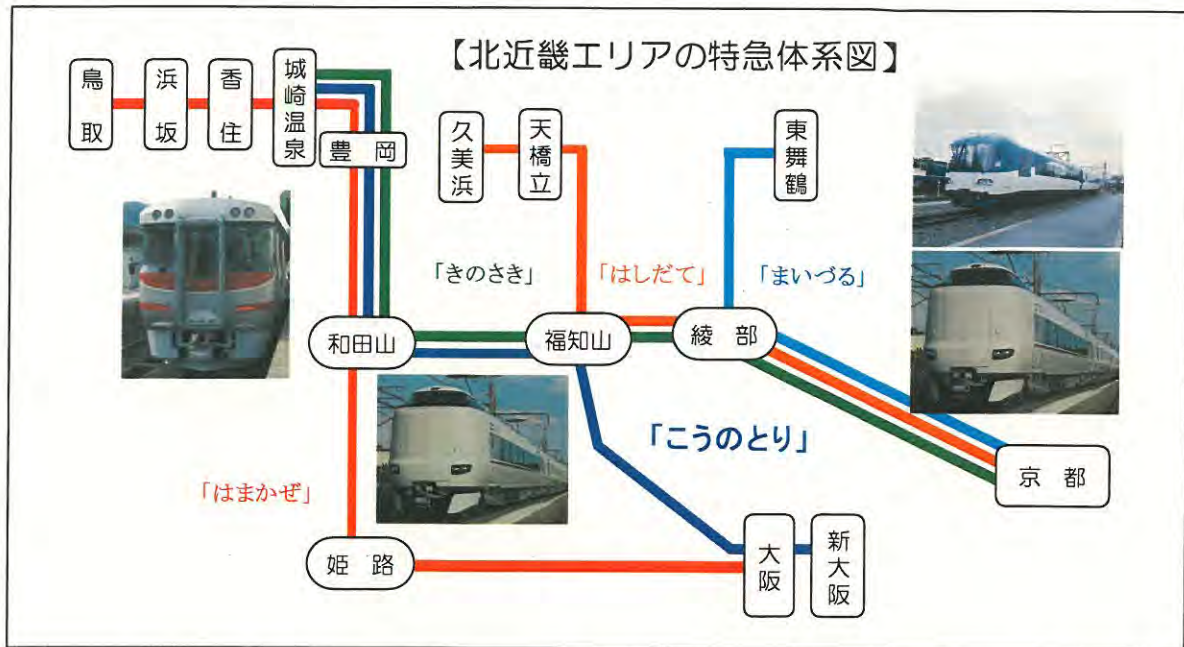 【北近畿エリアの特急体系図】
鳥取
浜坂
香住
城崎温泉
豊岡
久美浜
天橋立
東舞鶴
「きのさき」
「はしだて」
「まいづる」
和田山
福知山
綾部
「こうのとり」
京都
「はまかぜ」
姫路
大阪
新大阪